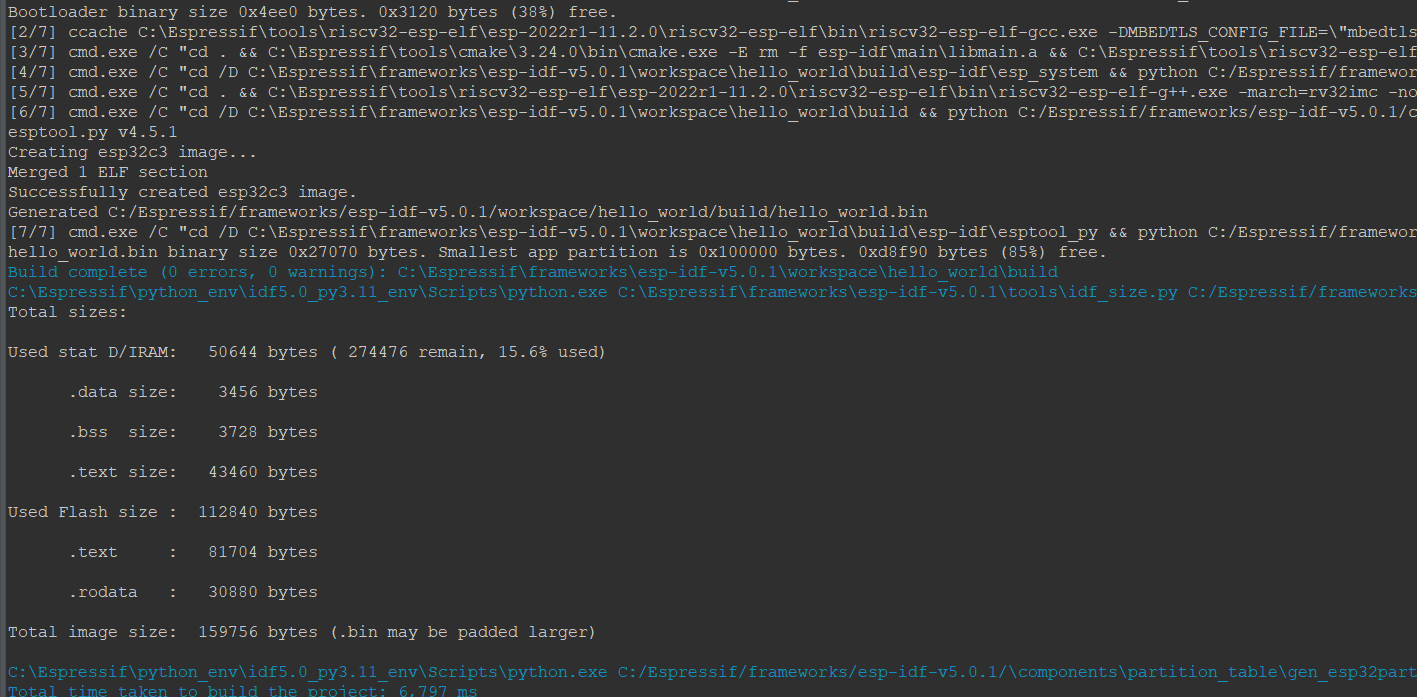 Bootloader binary size 0x4ee0 bytes. 0x3120 bytes (38%) free.
[2/7] ccache C:\Espressif\tools\riscv32-esp-elf\esp-2022r1-11.2.0\riscv32-esp-elf\bin\riscv32-esp-elf-gcc.exe -DMBEDTLS_CONFIG_FILE=\"mbedtls
[3/7] cmd.exe /C "cd . && C:\Espressif\tools\cmake\3.24.0\bin\cmake.exe -E rm -f esp-idf\main\libmain.a && C:\Espressif\tools\riscv32-esp-elf
[4/7] cmd.exe /C "cd /D C:\Espressif\frameworks\esp-idf-v5.0.1\workspace\hello_world\build\esp-idf\esp_system && python C:/Espressif/framewor
[5/7] cmd.exe /C "cd . && C:\Espressif\tools\riscv32-esp-elf\esp-2022r1-11.2.0\riscv32-esp-elf\bin\riscv32-esp-elf-g++.exe -march=rv32imc -no
[6/7] cmd.exe /C "cd /D C:\Espressif\frameworks\esp-idf-v5.0.1\workspace\hello_world\build && python C:/Espressif/frameworks/esp-idf-v5.0.1/c
esptool.py v4.5.1
Creating esp32c3 image...
Merged 1 ELF section
Successfully created esp32c3 image.
Generated C:/Espressif/frameworks/esp-idf-v5.0.1/workspace/hello_world/build/hello_world.bin
[7/7] cmd.exe /C "cd /D C:\Espressif\frameworks\esp-idf-v5.0.1\workspace\hello_world\build\esp-idf\esptool_py && python C:/Espressif/framewor
hello_world.bin binary size 0x27070 bytes. Smallest app partition is 0x100000 bytes. 0xd8f90 bytes (85%) free.
Build complete (0 errors, 0 warnings): C:\Espressif\frameworks\esp-idf-v5.0.1\workspace\hello_world\build
C:\Espressif\python_env\idf5.0_py3.11_env\Scripts\python.exe C:\Espressif\frameworks\esp-idf-v5.0.1\tools\idf_size.py C:/Espressif/frameworks
Total sizes:
Used stat D/IRAM:   50644 bytes ( 274476 remain, 15.6% used)
.data size:    3456 bytes
.bss  size:    3728 bytes
.text size:   43460 bytes
Used Flash size :  112840 bytes
.text     :   81704 bytes
.rodata   :   30880 bytes
Total image size:  159756 bytes (.bin may be padded larger)
C:\Espressif\python_env\idf5.0_py3.11_env\Scripts\python.exe C:/Espressif/frameworks/esp-idf-v5.0.1/\components\partition_table\gen_esp32part
Total time taken to build the project: 6,797 ms